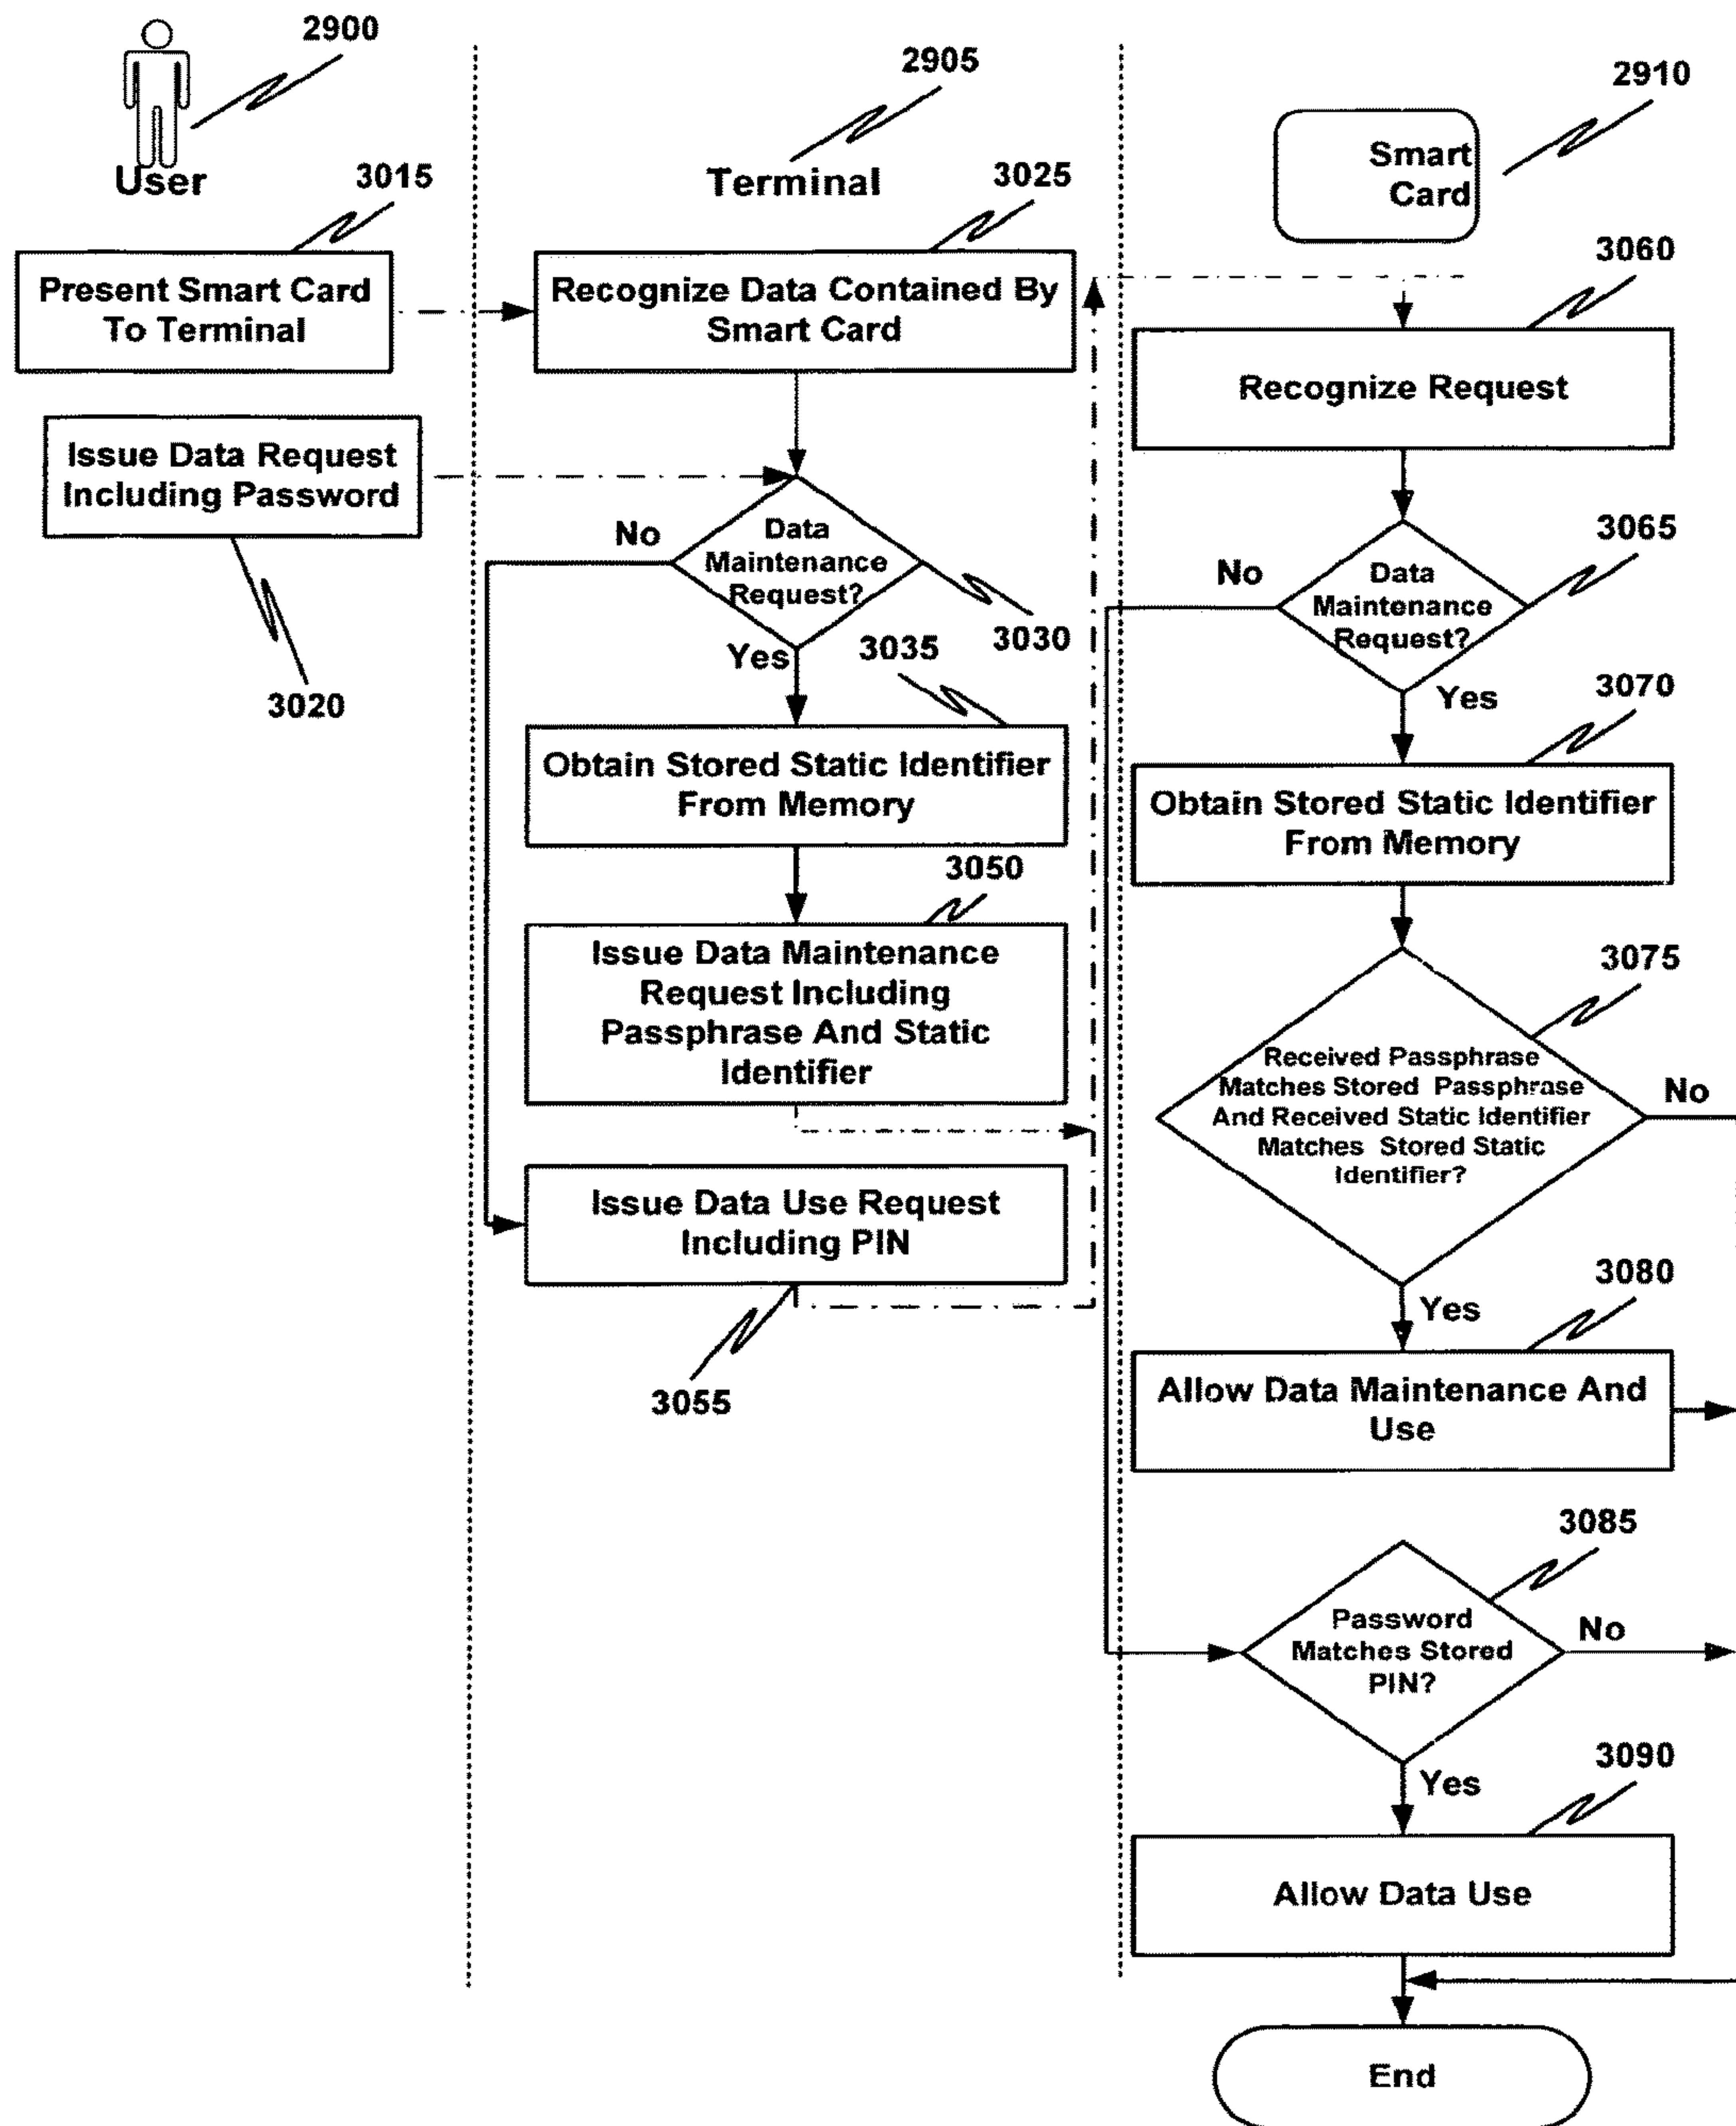 2900
User
2905
Terminal
2910
Smart
Card
3015
Present Smart Card
To Terminal
Issue Data Request
Including Password
3020
3025
Recognize Data Contained By
Smart Card
No
Data
Maintenance
Request?
Yes
3030
3035
Obtain Stored Static Identifier
From Memory
3050
Issue Data Maintenance
Request Including
Passphrase And Static
Identifier
Issue Data Use Request
Including PIN
3055
3060
Recognize Request
3065
No
Data
Maintenance
Request?
Yes
3070
Obtain Stored Static Identifier
From Memory
3075
Received Passphrase
Matches Stored Passphrase
And Received Static Identifier
Matches Stored Static
Identifier?
No
Yes
3080
Allow Data Maintenance And
Use
3085
Password
Matches Stored
PIN?
No
Yes
3090
Allow Data Use
End